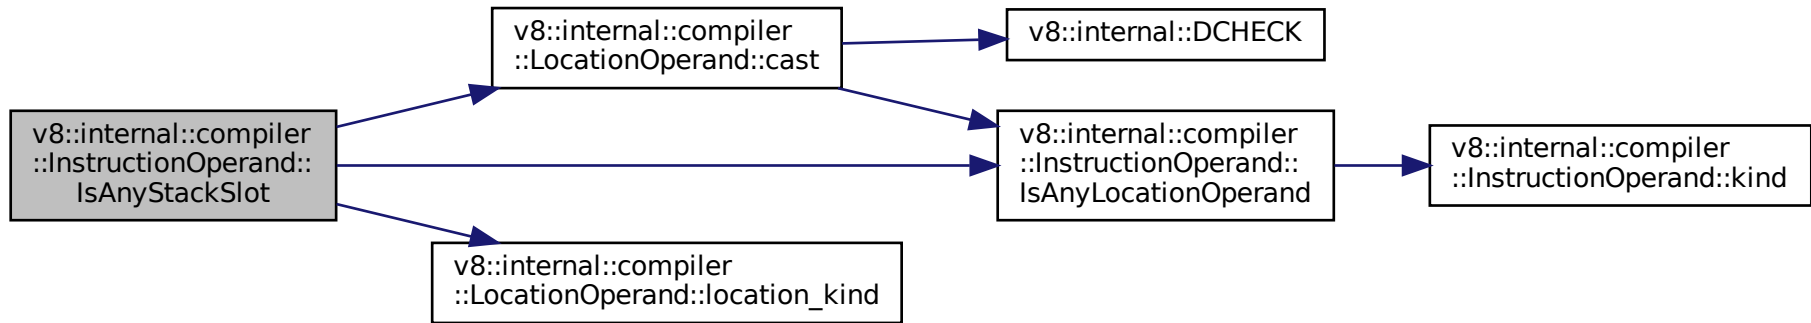 v8::internal::compiler
::InstructionOperand::
IsAnyStackSlot
v8::internal::compiler
::LocationOperand::cast
v8::internal::DCHECK
v8::internal::compiler
::InstructionOperand::
IsAnyLocationOperand
v8::internal::compiler
::InstructionOperand::kind
v8::internal::compiler
::LocationOperand::location_kind